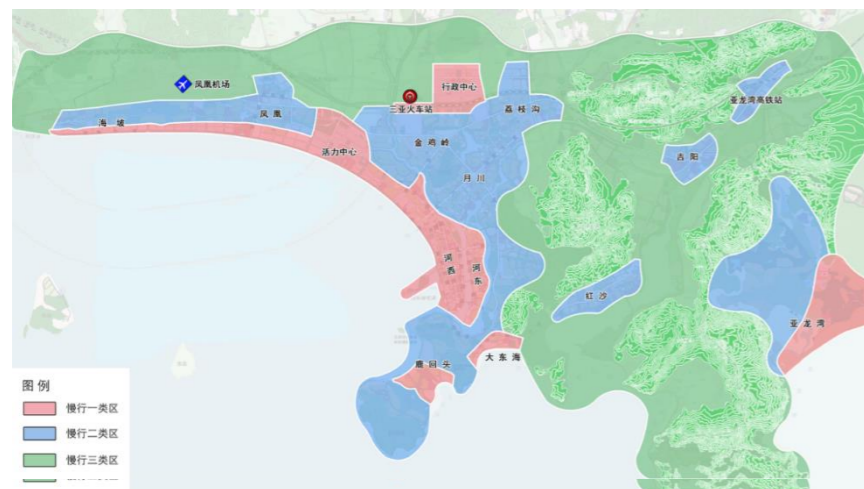 凤凰机场
行政中心
三亚火车站
荔枝沟
亚龙湾高铁站
海坡
凤凰
金鸡岭
活力中心
吉阳
月川
河西
河东
红沙
亚龙湾
大东海
鹿回头
图例
慢行一类区
慢行二类区
慢行三类区